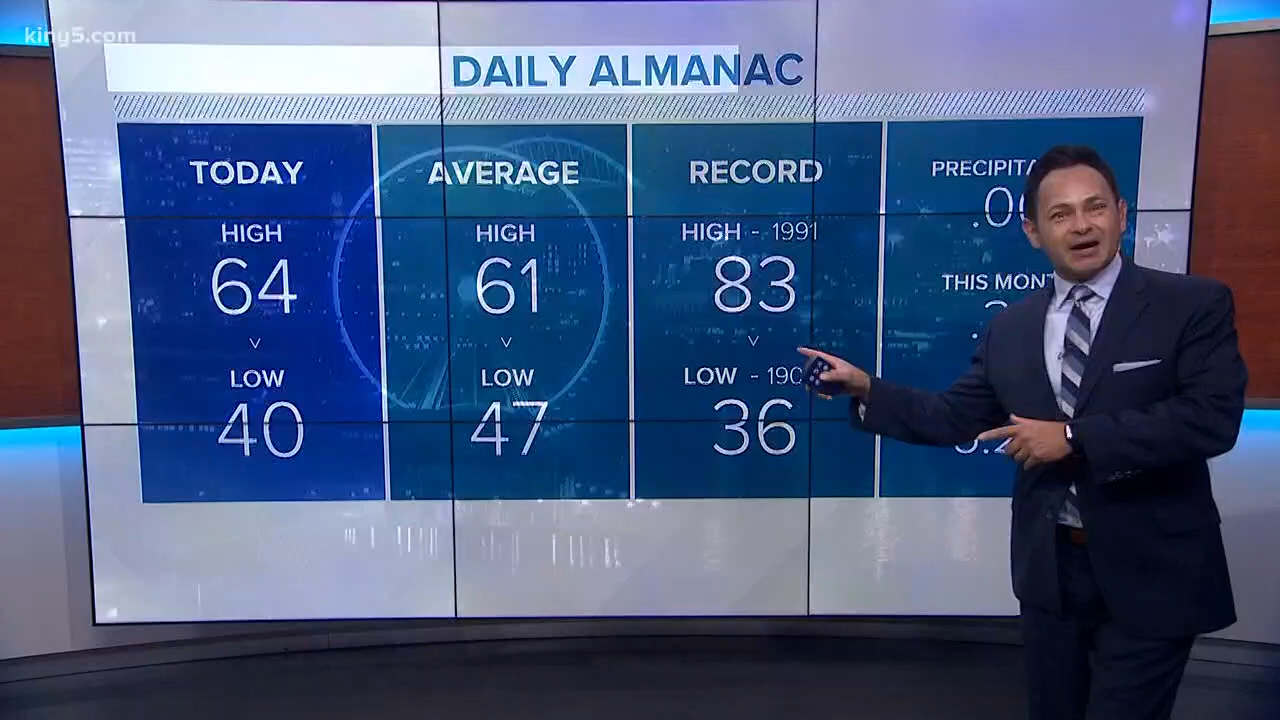 king5.com
DAILY ALMANAC
TODAY
HIGH
64
LOW
40
AVERAGE
HIGH
61
LOW
47
RECORD
HIGH - 1991
83
LOW -
36
THIS